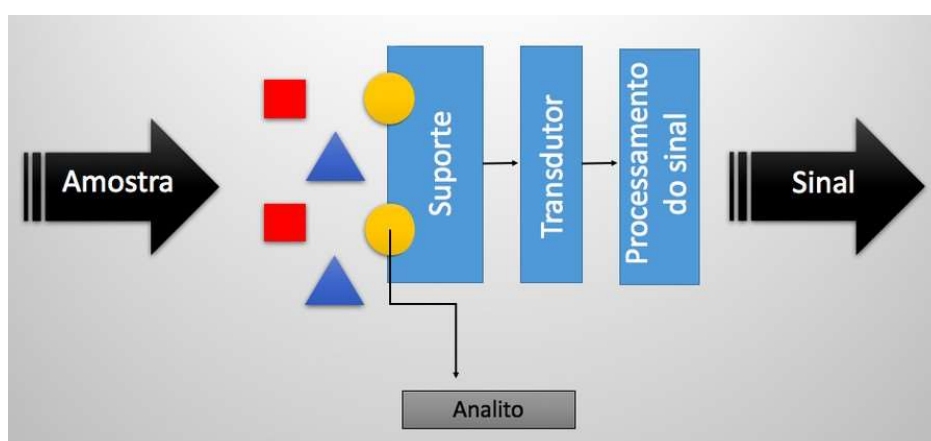 Amostra
Suporte
Transdutor
Processamento
do sinal
Sinal
Analito